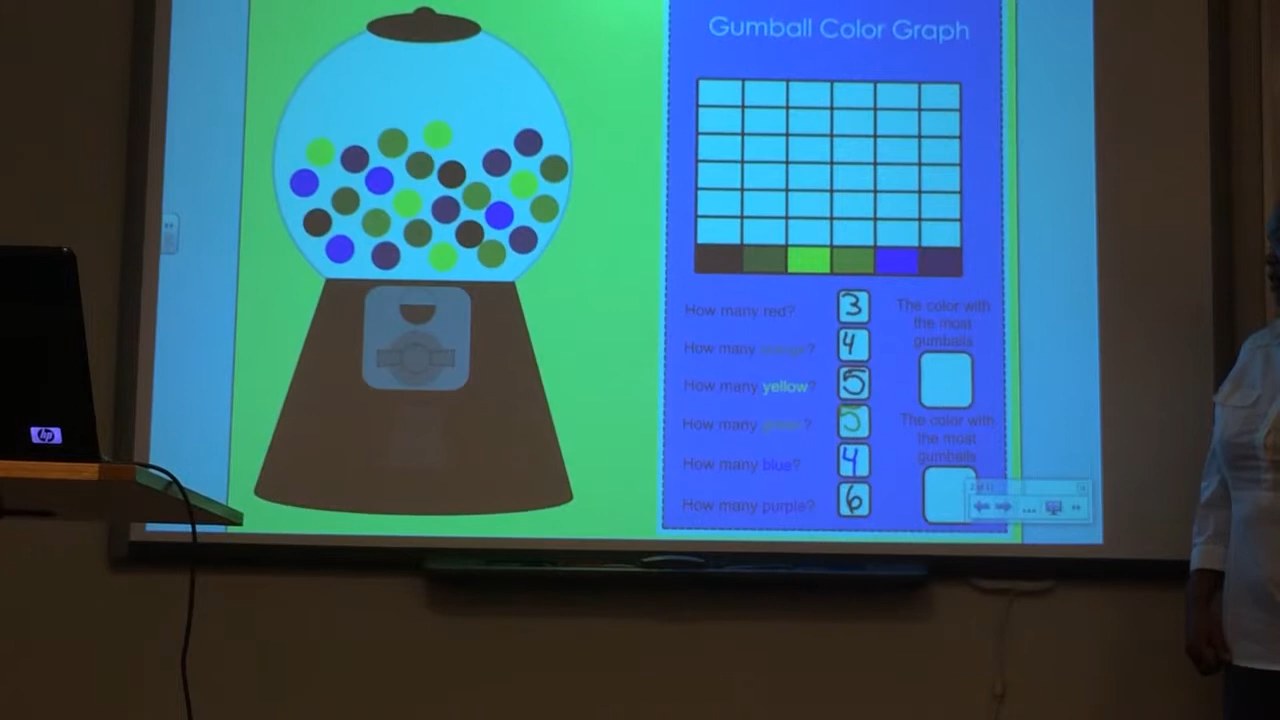 Gumball Color Graph
How many red? 3
How many orange? 4
How many yellow? 5
How many green? 5
How many blue? 4
How many purple? 6
The color with
the most
gumballs
The color with
the most
gumballs
hp